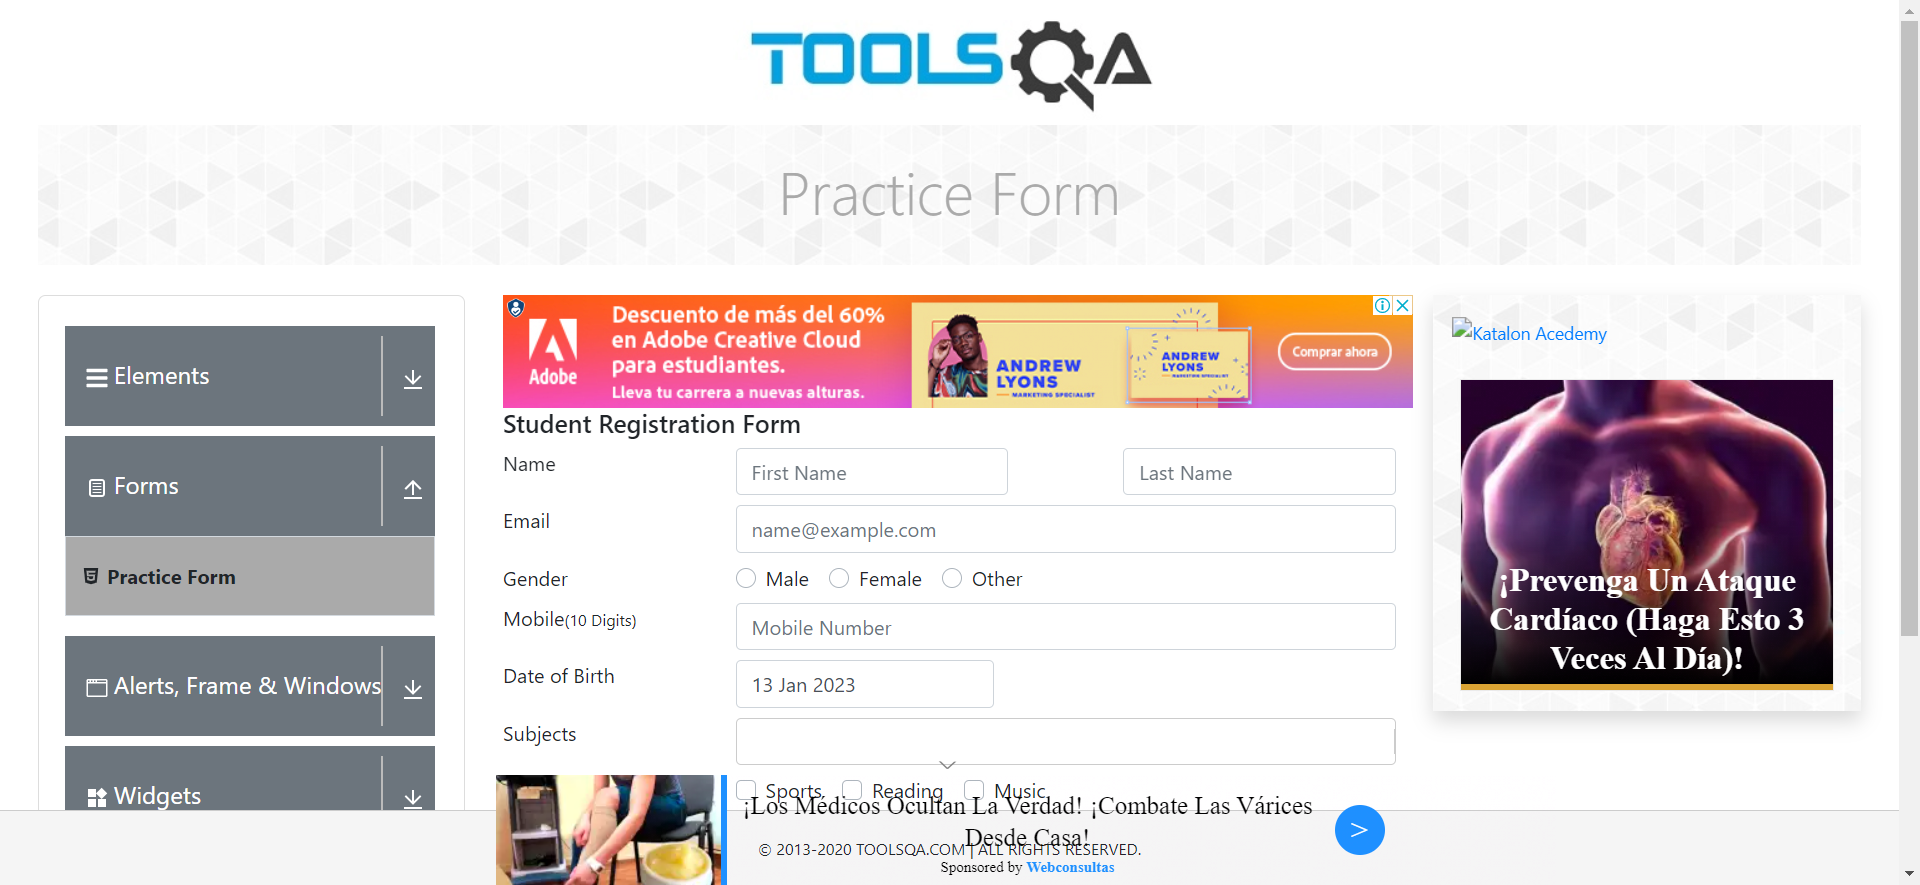 TOOLSQA
Practice Form
Elements
Forms
Practice Form
Alerts, Frame & Windows
Widgets
Adobe
Descuento de más del 60%
en Adobe Creative Cloud
para estudiantes.
Lleva tu carrera a nuevas alturas.
ANDREW
LYONS
MARKETING SPECIALIST
ANDREW
LYONS
MARKETING SPECIALIST
Comprar ahora
Student Registration Form
Name
First Name
Last Name
Email
name@example.com
Gender
Male
Female
Other
Mobile(10 Digits)
Mobile Number
Date of Birth
13 Jan 2023
Subjects
Sports
Reading
Music
¡Los Médicos Ocultan La Verdad! ¡Combate Las Várices
Desde Casa!
© 2013-2020 TOOLSQA.COM | ALL RIGHTS RESERVED.
Sponsored by Webconsultas
>
Katalon Acedemy
¡Prevenga Un Ataque
Cardíaco (Haga Esto 3
Veces Al Día)!